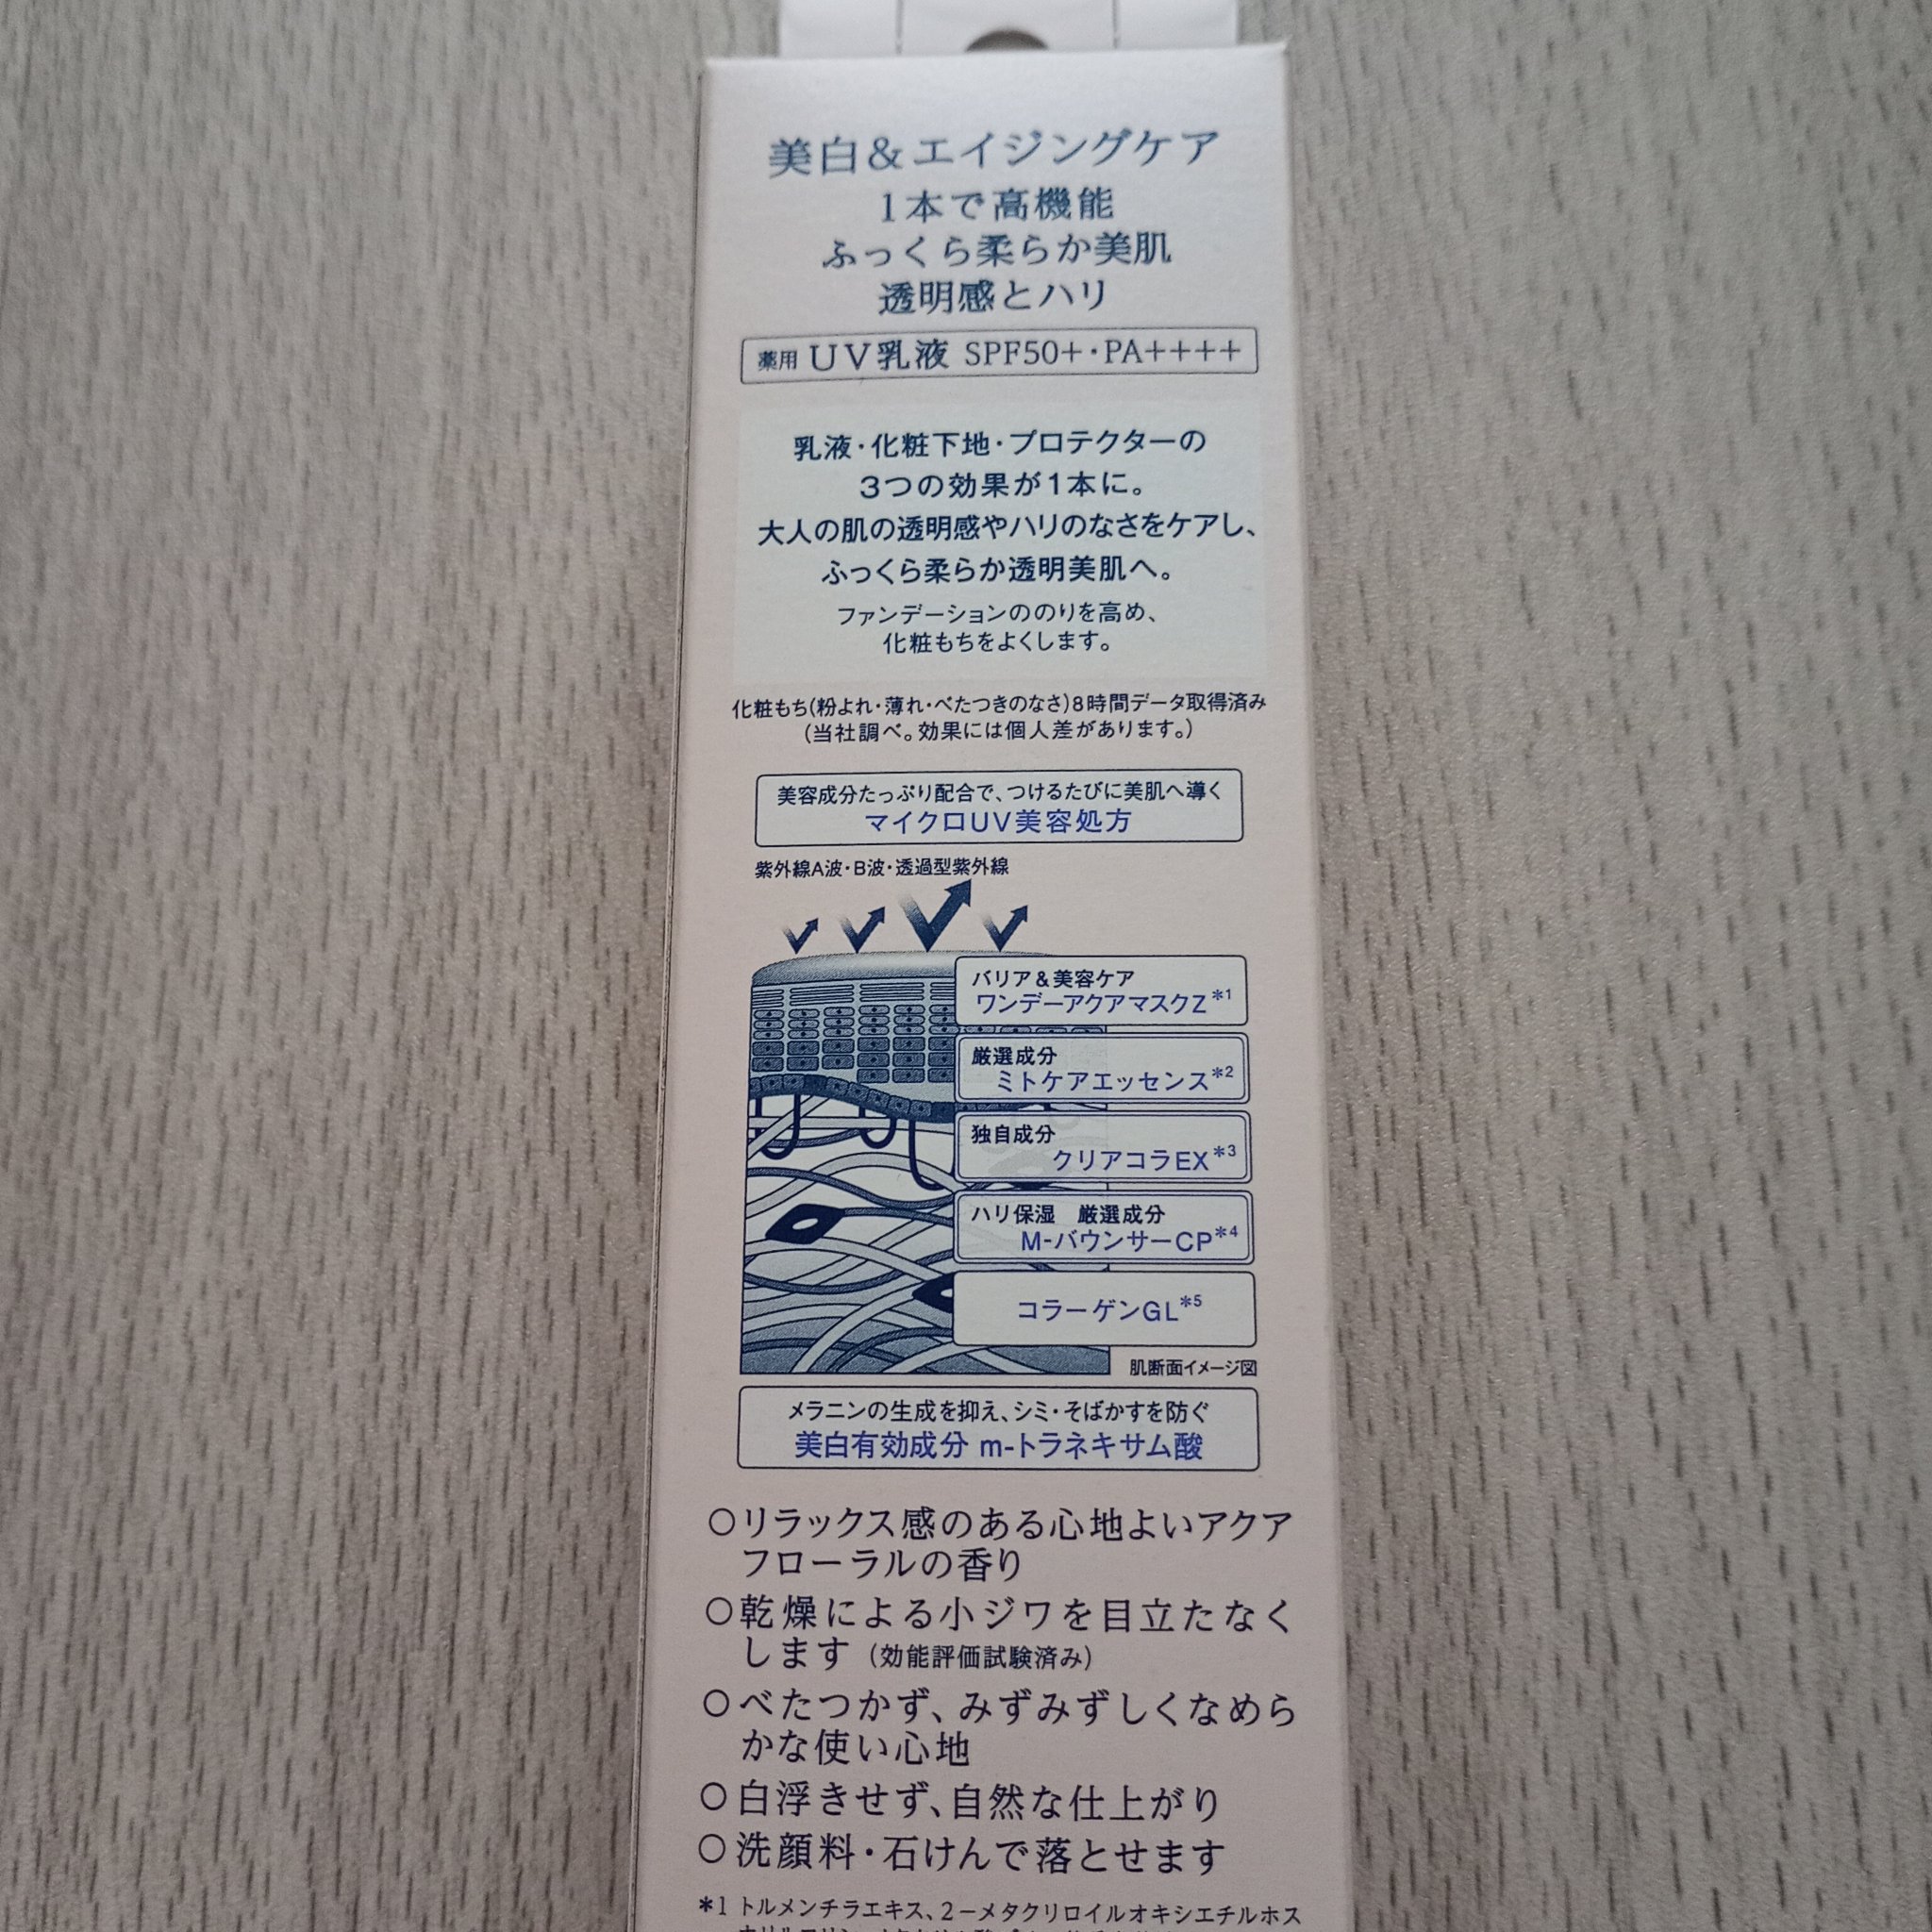 美白&エイジングケア
1本で高機能
ふっくら柔らか美肌
透明感とハリ
薬用 UV乳液 SPF50+・PA++++
乳液・化粧下地・プロテクターの
3つの効果が1本に。
大人の肌の透明感やハリのなさをケアし、
ふっくら柔らか透明美肌へ。
ファンデーションののりを高め、
化粧もちをよくします。
化粧もち(粉よれ・薄れ・べたつきのなさ)8時間データ取得済み
(当社調べ。効果には個人差があります。)
美容成分たっぷり配合で、つけるたびに美肌へ導く
マイクロUV美容処方
紫外線A波・B波・透過型紫外線
バリア&美容ケア
ワンデーアクアマスクZ*1
厳選成分
ミトケアエッセンス*2
独自成分
クリアコラEX*3
ハリ保湿 厳選成分
M-バウンサーCP*4
コラーゲンGL*5
肌断面イメージ図
メラニンの生成を抑え、シミ・そばかすを防ぐ
美白有効成分 m-トラネキサム酸
○リラックス感のある心地よいアクア
フローラルの香り
○乾燥による小ジワを目立たなく
します(効能評価試験済み)
○べたつかず、みずみずしくなめら
かな使い心地
○白浮きせず、自然な仕上がり
○洗顔料・石けんで落とせます
*1 トルメンチラエキス、2-メタクリロイルオキシエチルホス